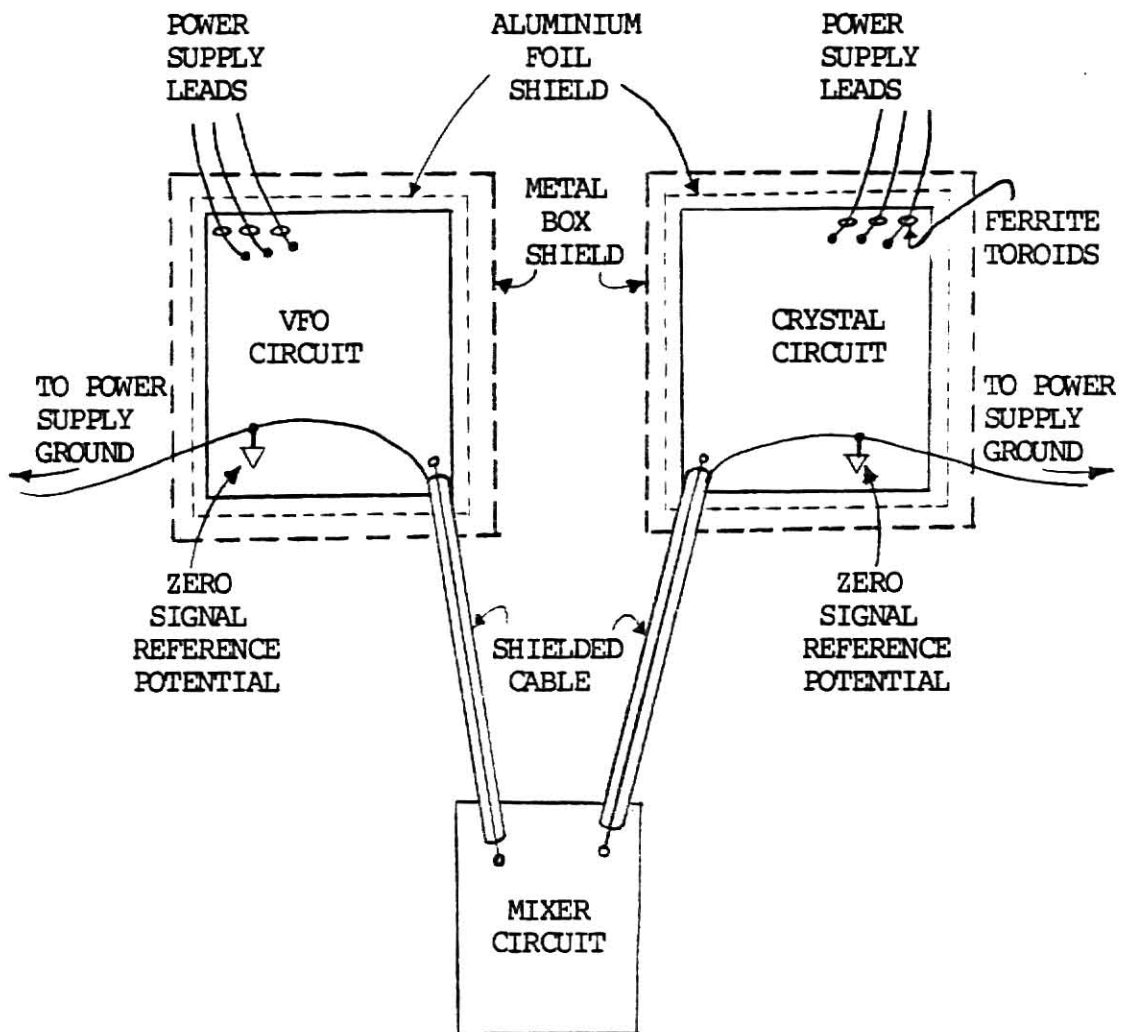 POWER
SUPPLY
LEADS
ALUMINIUM
FOIL
SHIELD
POWER
SUPPLY
LEADS
METAL
BOX
SHIELD
FERRITE
TOROIDS
VFO
CIRCUIT
CRYSTAL
CIRCUIT
TO POWER
SUPPLY
GROUND
TO POWER
SUPPLY
GROUND
ZERO
SIGNAL
REFERENCE
POTENTIAL
SHIELDED
CABLE
ZERO
SIGNAL
REFERENCE
POTENTIAL
MIXER
CIRCUIT